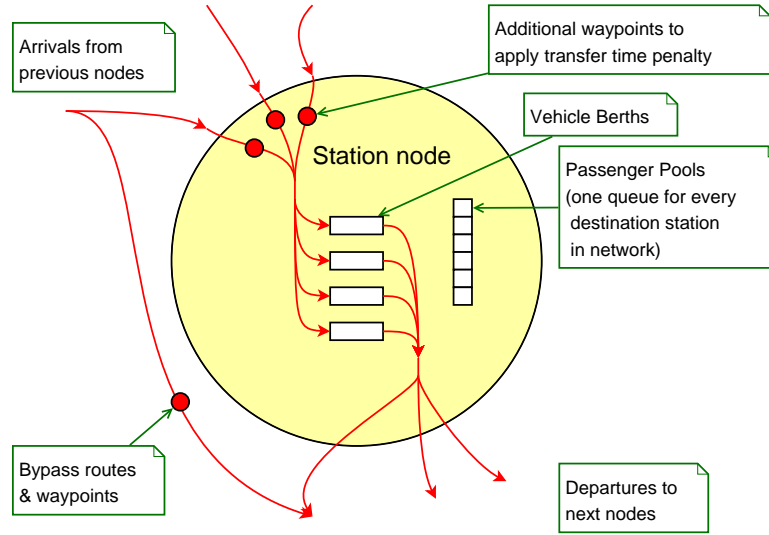 Arrivals from
previous nodes
Additional waypoints to
apply transfer time penalty
Vehicle Berths
Station node
Passenger Pools
(one queue for every
destination station
in network)
Bypass routes
& waypoints
Departures to
next nodes